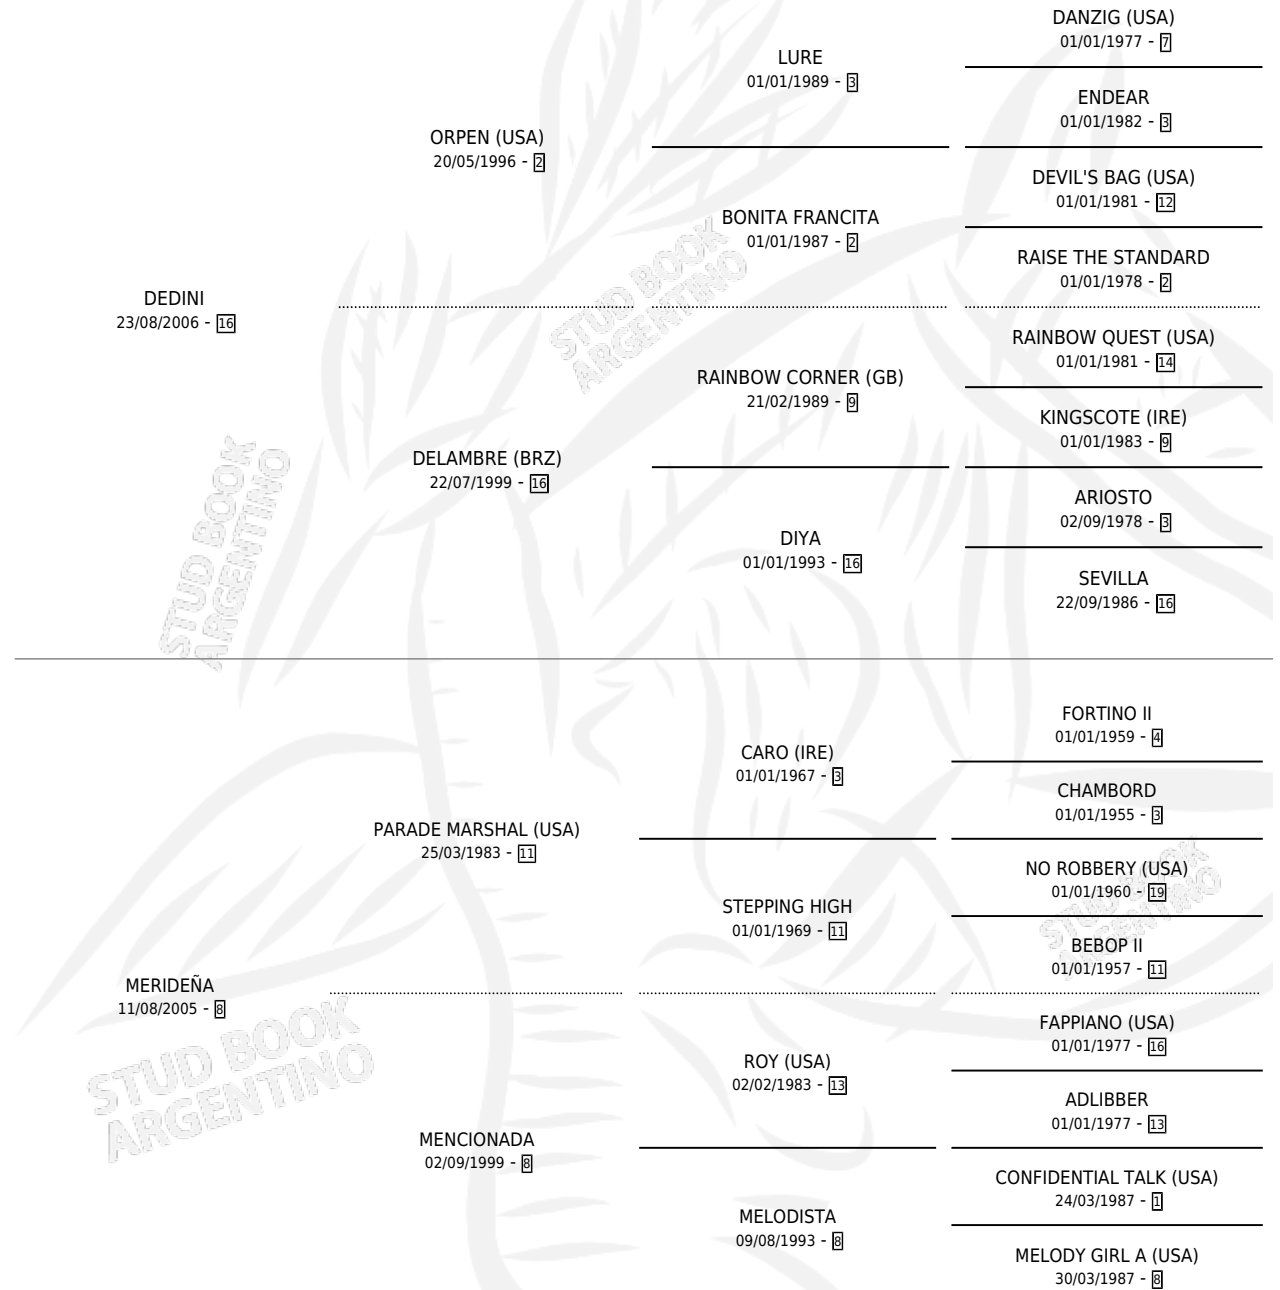 DANZIG (USA)
01/01/1977 - 7
LURE
01/01/1989 - 3
ENDEAR
01/01/1982 - 3
ORPEN (USA)
20/05/1996 - 2
DEVIL'S BAG (USA)
01/01/1981 - 12
BONITA FRANCITA
01/01/1987 - 2
RAISE THE STANDARD
01/01/1978 - 2
DEDINI
23/08/2006 - 16
STUD BOOK
ARGENTINO
RAINBOW QUEST (USA)
01/01/1981 - 14
RAINBOW CORNER (GB)
21/02/1989 - 9
KINGSCOTE (IRE)
01/01/1983 - 9
DELAMBRE (BRZ)
22/07/1999 - 16
ARIOSTO
02/09/1978 - 3
DIYA
01/01/1993 - 16
SEVILLA
22/09/1986 - 16
STUD BOOK
ARGENTINO
FORTINO II
01/01/1959 - 4
CARO (IRE)
01/01/1967 - 3
CHAMBORD
01/01/1955 - 3
PARADE MARSHAL (USA)
25/03/1983 - 11
NO ROBBERY (USA)
01/01/1960 - 19
STEPPING HIGH
01/01/1969 - 11
STUD BOOK
ARGENTINO
BEBOP II
01/01/1957 - 11
MERIDEÑA
11/08/2005 - 8
FAPPIANO (USA)
01/01/1977 - 16
ROY (USA)
02/02/1983 - 13
STUD BOOK
ARGENTINO
ADLIBBER
01/01/1977 - 13
MENCIONADA
02/09/1999 - 8
CONFIDENTIAL TALK (USA)
24/03/1987 - 1
MELODISTA
09/08/1993 - 8
MELODY GIRL A (USA)
30/03/1987 - 8